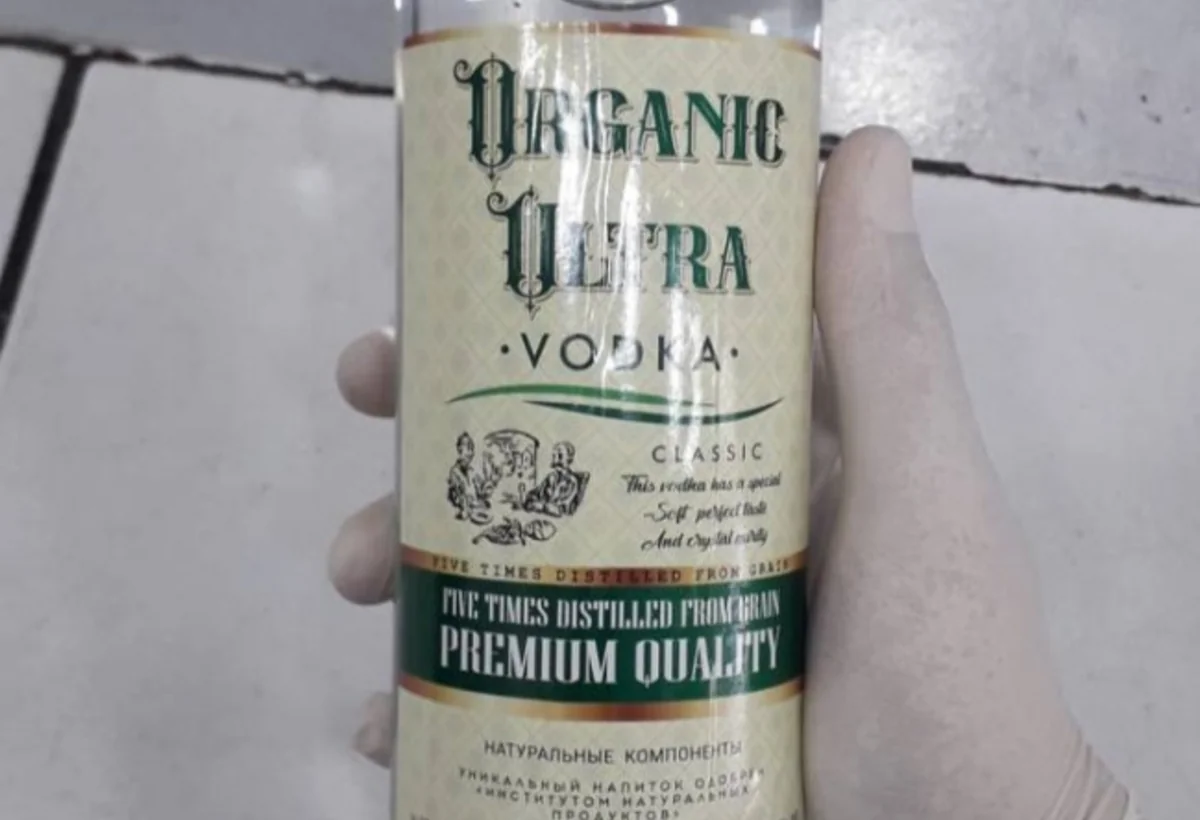 ORGANIC
ULTRA
·VODKA·
CLASSIC
This vodka has a special
Soft perfect taste
And crystal purity
FIVE TIMES DISTILLED FROM GRAIN
FIVE TIMES DISTILLED FROM GRAIN
PREMIUM QUALITY
НАТУРАЛЬНЫЕ КОМПОНЕНТЫ
УНИКАЛЬНЫЙ НАПИТОК ОДОБРЕН
«ИНСТИТУТОМ НАТУРАЛЬНЫХ
ПРОДУКТОВ»